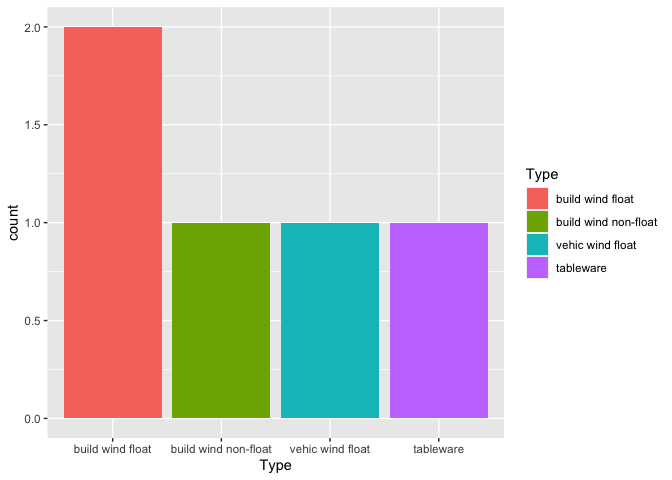 2.0
1.5
1.0
0.5
0.0
count
build wind float
build wind non-float
vehic wind float
tableware
Type
Type
build wind float
build wind non-float
vehic wind float
tableware